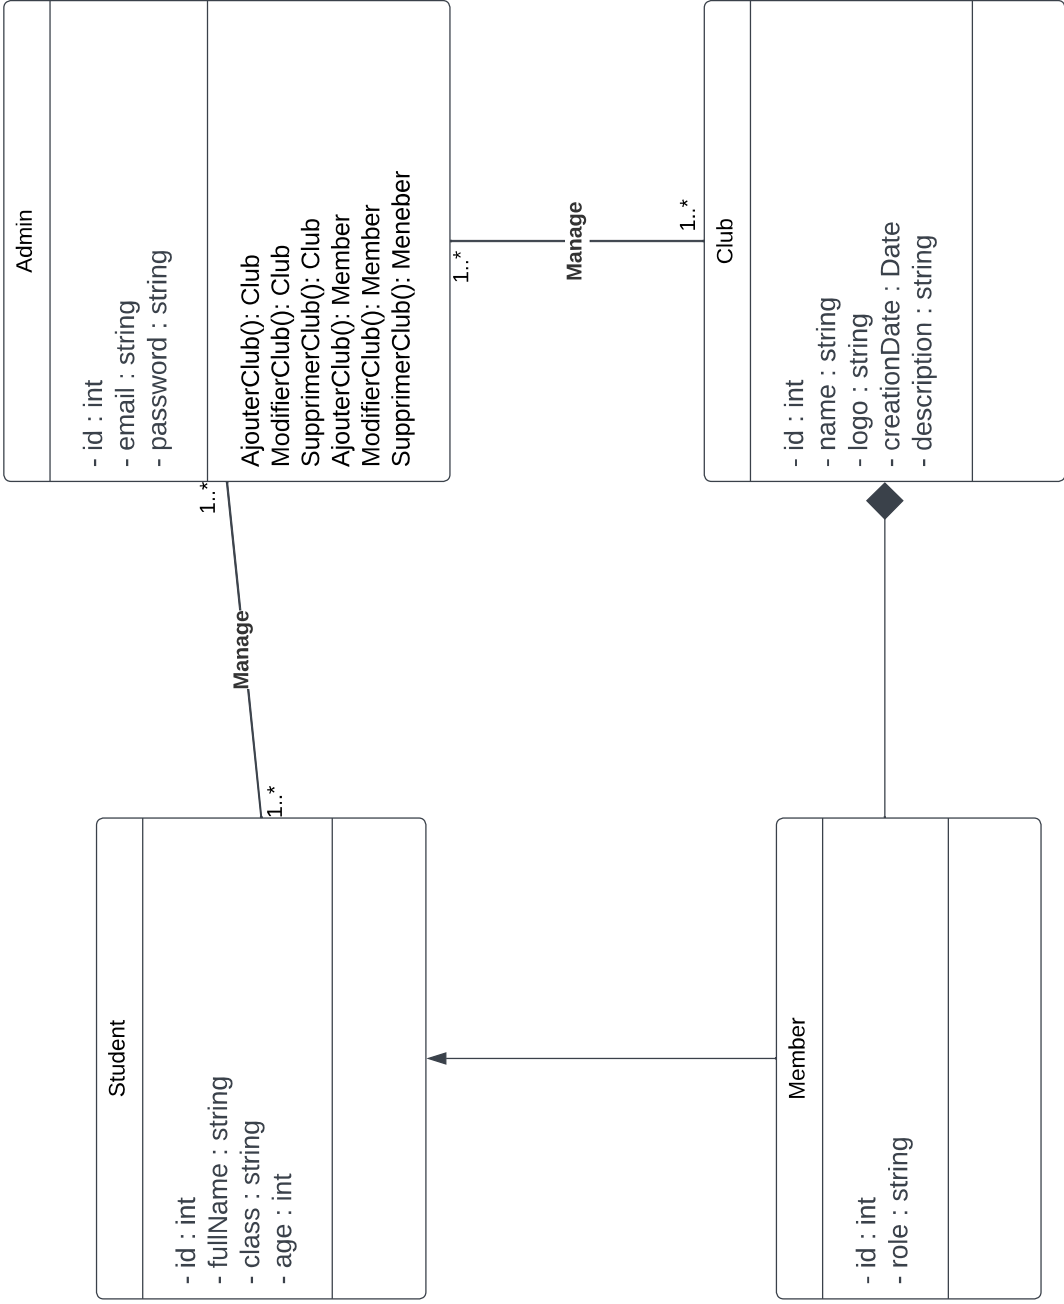 Student
- id : int
- fullName : string
- class : string
- age : int
1..*
Manage
1..*
Admin
- id : int
- email : string
- password : string
AjouterClub(): Club
ModifierClub(): Club
SupprimerClub(): Club
AjouterClub(): Member
ModifierClub(): Member
SupprimerClub(): Meneber
1..*
Manage
1..*
Member
- id : int
- role : string
Club
- id : int
- name : string
- logo : string
- creationDate : Date
- description : string